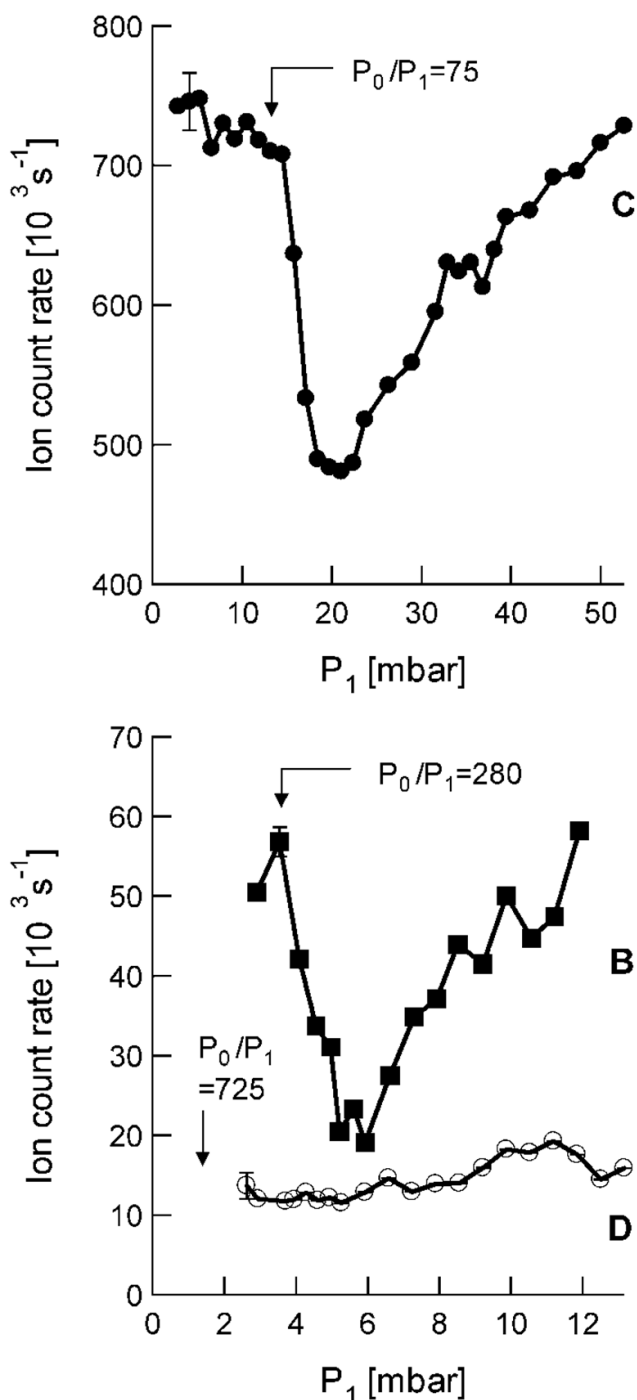 800
P0/P1=75
700
C
600
500
400
0 10 20 30 40 50
P1 [mbar]
Ion count rate [10 3 s-1]
70
P0/P1=280
60
50
B
40
30
P0/P1
=725
20
10
D
0
0 2 4 6 8 10 12
P1 [mbar]
Ion count rate [10 3 s-1]